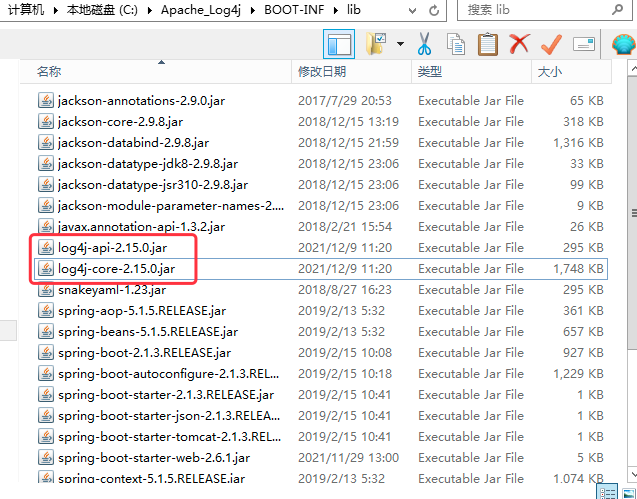 计算机 ▸ 本地磁盘 (C:) ▸ Apache_Log4j ▸ BOOT-INF ▸ lib 搜索 lib
名称 修改日期 类型 大小
jackson-annotations-2.9.0.jar 2017/7/29 20:53 Executable Jar File 65 KB
jackson-core-2.9.8.jar 2018/12/15 13:19 Executable Jar File 318 KB
jackson-databind-2.9.8.jar 2018/12/15 21:59 Executable Jar File 1,316 KB
jackson-datatype-jdk8-2.9.8.jar 2018/12/15 23:06 Executable Jar File 33 KB
jackson-datatype-jsr310-2.9.8.jar 2018/12/15 23:06 Executable Jar File 99 KB
jackson-module-parameter-names-2.... 2018/12/15 23:06 Executable Jar File 9 KB
javax.annotation-api-1.3.2.jar 2018/2/21 15:54 Executable Jar File 26 KB
log4j-api-2.15.0.jar 2021/12/9 11:20 Executable Jar File 295 KB
log4j-core-2.15.0.jar 2021/12/9 11:20 Executable Jar File 1,748 KB
snakeyaml-1.23.jar 2018/8/27 16:23 Executable Jar File 295 KB
spring-aop-5.1.5.RELEASE.jar 2019/2/13 5:32 Executable Jar File 361 KB
spring-beans-5.1.5.RELEASE.jar 2019/2/13 5:32 Executable Jar File 657 KB
spring-boot-2.1.3.RELEASE.jar 2019/2/15 10:08 Executable Jar File 927 KB
spring-boot-autoconfigure-2.1.3.REL... 2019/2/15 10:18 Executable Jar File 1,229 KB
spring-boot-starter-2.1.3.RELEASE.jar 2019/2/15 10:41 Executable Jar File 1 KB
spring-boot-starter-json-2.1.3.RELEA... 2019/2/15 10:41 Executable Jar File 1 KB
spring-boot-starter-tomcat-2.1.3.REL... 2019/2/15 10:41 Executable Jar File 1 KB
spring-boot-starter-web-2.6.1.jar 2021/11/29 13:00 Executable Jar File 5 KB
spring-context-5.1.5.RELEASE.jar 2019/2/13 5:32 Executable Jar File 1,074 KB